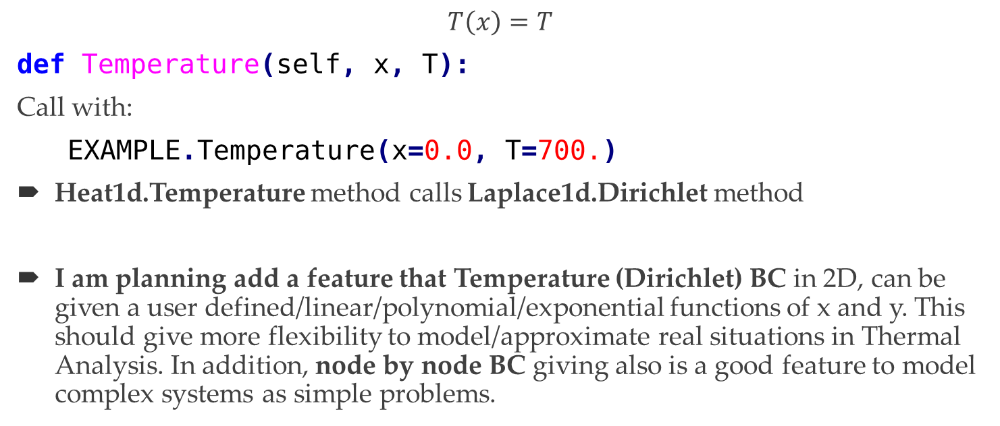 T(x) = T
def Temperature(self, x, T):
Call with:
EXAMPLE.Temperature(x=0.0, T=700.)
Heat1d.Temperature method calls Laplace1d.Dirichlet method
I am planning add a feature that Temperature (Dirichlet) BC in 2D, can be
given a user defined/linear/polynomial/exponential functions of x and y. This
should give more flexibility to model/approximate real situations in Thermal
Analysis. In addition, node by node BC giving also is a good feature to model
complex systems as simple problems.